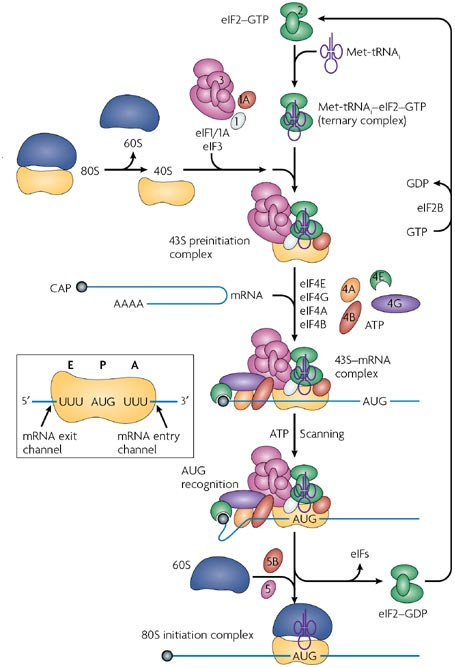 eIF2–GTP
2
Met-tRNAi
3
1A
1
eIF1/1A
eIF3
Met-tRNAi–eIF2–GTP
(ternary complex)
60S
80S
40S
GDP
eIF2B
GTP
43S preinitiation
complex
CAP
mRNA
AAAA
eIF4E
eIF4G
eIF4A
eIF4B
4E
4A
4G
4B
ATP
43S–mRNA
complex
AUG
E P A
5′ UUU AUG UUU 3′
mRNA exit
channel
mRNA entry
channel
ATP Scanning
AUG
recognition
AUG
60S
5B
5
eIFs
eIF2–GDP
80S initiation complex
AUG